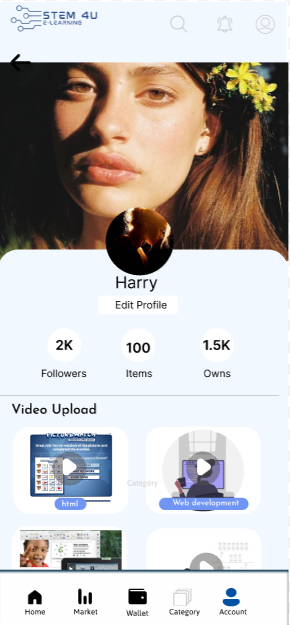 STEM 4U
E-LEARNING
Harry
Edit Profile
2K
100
1.5K
Followers
Items
Owns
Video Upload
Category
html
Web development
Home
Market
Wallet
Category
Account